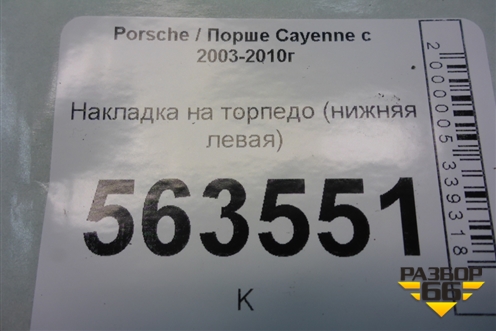 Porsche / Порше Cayenne с
2003-2010г
Накладка на торпедо (нижняя
левая)
563551
К
2000005339318
РАЗБОР
66